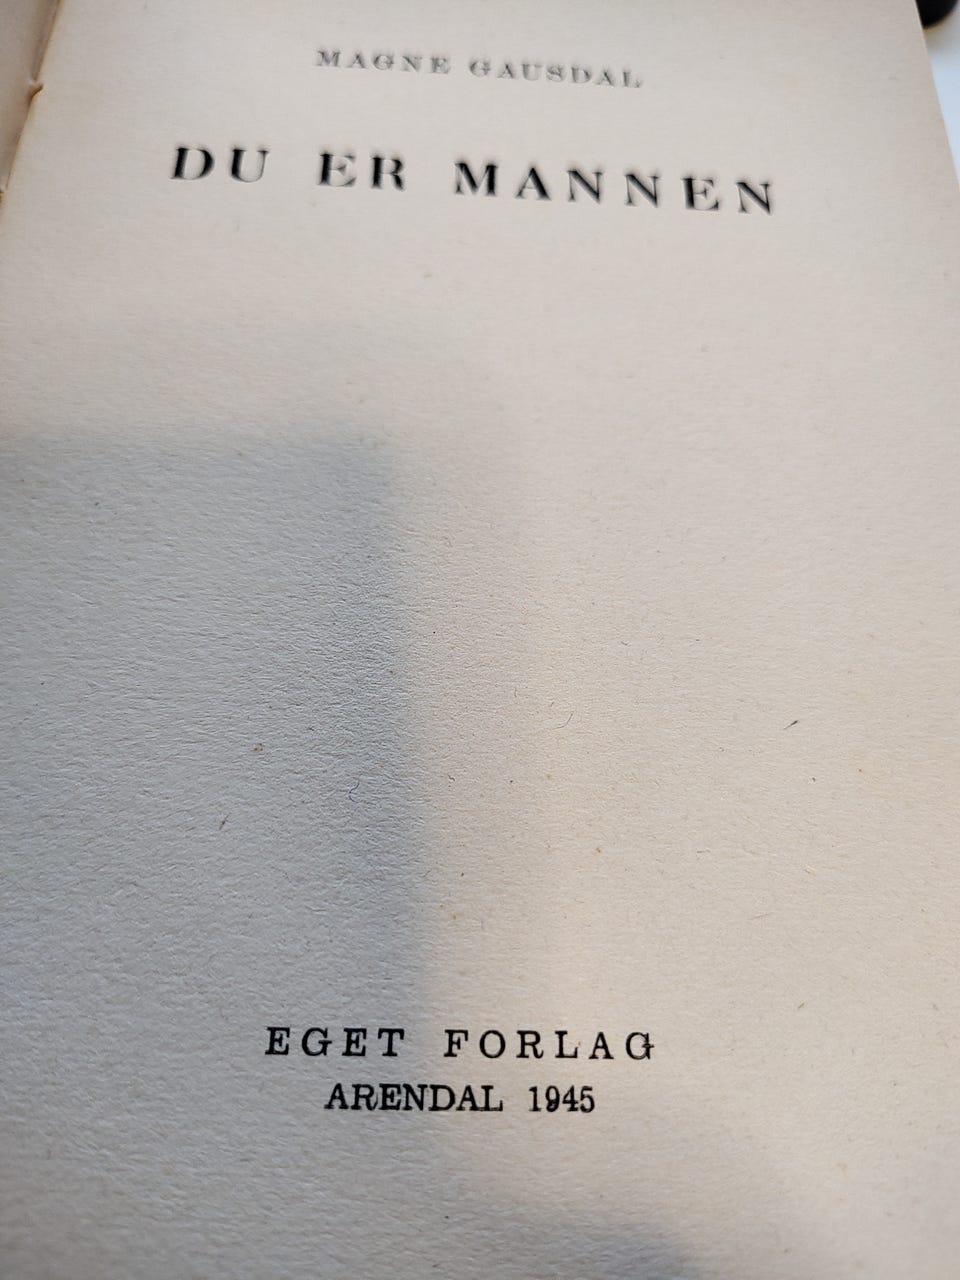 MAGNE GAUSDAL
DU ER MANNEN
EGET FORLAG
ARENDAL 1945